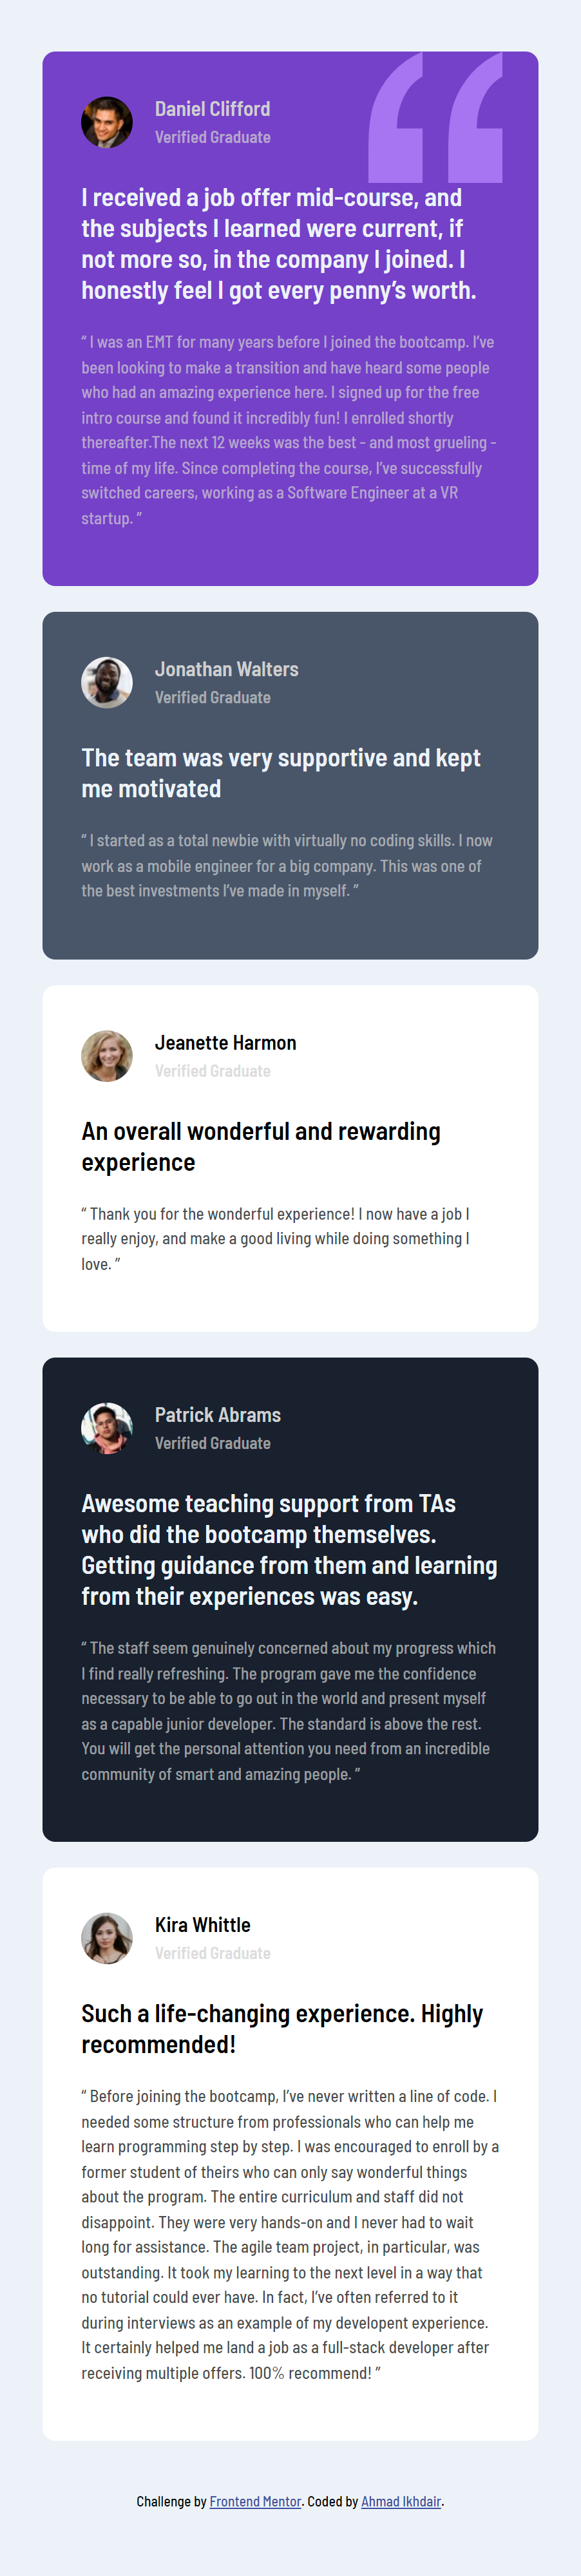 Daniel Clifford
Verified Graduate
I received a job offer mid-course, and
the subjects I learned were current, if
not more so, in the company I joined. I
honestly feel I got every penny’s worth.
“ I was an EMT for many years before I joined the bootcamp. I’ve
been looking to make a transition and have heard some people
who had an amazing experience here. I signed up for the free
intro course and found it incredibly fun! I enrolled shortly
thereafter.The next 12 weeks was the best - and most grueling -
time of my life. Since completing the course, I’ve successfully
switched careers, working as a Software Engineer at a VR
startup. ”
Jonathan Walters
Verified Graduate
The team was very supportive and kept
me motivated
“ I started as a total newbie with virtually no coding skills. I now
work as a mobile engineer for a big company. This was one of
the best investments I’ve made in myself. ”
Jeanette Harmon
Verified Graduate
An overall wonderful and rewarding
experience
“ Thank you for the wonderful experience! I now have a job I
really enjoy, and make a good living while doing something I
love. ”
Patrick Abrams
Verified Graduate
Awesome teaching support from TAs
who did the bootcamp themselves.
Getting guidance from them and learning
from their experiences was easy.
“ The staff seem genuinely concerned about my progress which
I find really refreshing. The program gave me the confidence
necessary to be able to go out in the world and present myself
as a capable junior developer. The standard is above the rest.
You will get the personal attention you need from an incredible
community of smart and amazing people. ”
Kira Whittle
Verified Graduate
Such a life-changing experience. Highly
recommended!
“ Before joining the bootcamp, I’ve never written a line of code. I
needed some structure from professionals who can help me
learn programming step by step. I was encouraged to enroll by a
former student of theirs who can only say wonderful things
about the program. The entire curriculum and staff did not
disappoint. They were very hands-on and I never had to wait
long for assistance. The agile team project, in particular, was
outstanding. It took my learning to the next level in a way that
no tutorial could ever have. In fact, I’ve often referred to it
during interviews as an example of my developent experience.
It certainly helped me land a job as a full-stack developer after
receiving multiple offers. 100% recommend! ”
Challenge by Frontend Mentor. Coded by Ahmad Ikhdair.